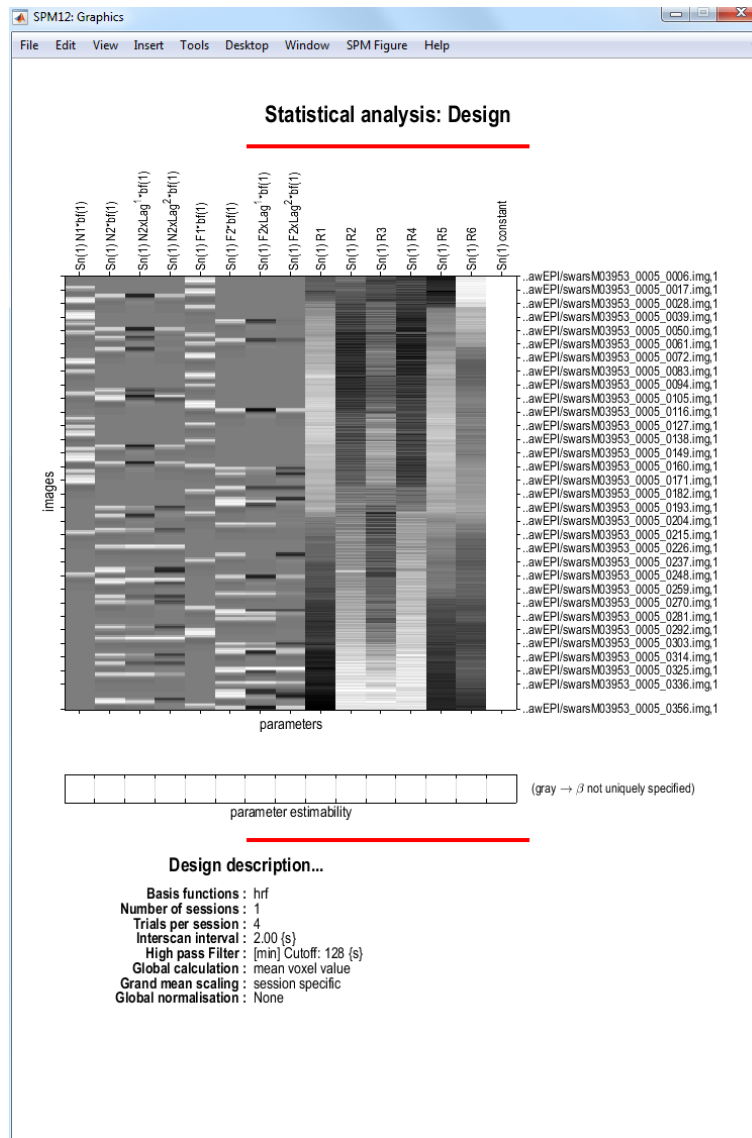 SPM12: Graphics
File Edit View Insert Tools Desktop Window SPM Figure Help
Statistical analysis: Design
Sn(1) N1*bf(1)
Sn(1) N2*bf(1)
Sn(1) N2xLag^1*bf(1)
Sn(1) N2xLag^2*bf(1)
Sn(1) F1*bf(1)
Sn(1) F2*bf(1)
Sn(1) F2xLag^1*bf(1)
Sn(1) F2xLag^2*bf(1)
Sn(1) R1
Sn(1) R2
Sn(1) R3
Sn(1) R4
Sn(1) R5
Sn(1) R6
Sn(1) constant
images
..awEPI/swarsM03953_0005_0006.img,1
..awEPI/swarsM03953_0005_0017.img,1
..awEPI/swarsM03953_0005_0028.img,1
..awEPI/swarsM03953_0005_0039.img,1
..awEPI/swarsM03953_0005_0050.img,1
..awEPI/swarsM03953_0005_0061.img,1
..awEPI/swarsM03953_0005_0072.img,1
..awEPI/swarsM03953_0005_0083.img,1
..awEPI/swarsM03953_0005_0094.img,1
..awEPI/swarsM03953_0005_0105.img,1
..awEPI/swarsM03953_0005_0116.img,1
..awEPI/swarsM03953_0005_0127.img,1
..awEPI/swarsM03953_0005_0138.img,1
..awEPI/swarsM03953_0005_0149.img,1
..awEPI/swarsM03953_0005_0160.img,1
..awEPI/swarsM03953_0005_0171.img,1
..awEPI/swarsM03953_0005_0182.img,1
..awEPI/swarsM03953_0005_0193.img,1
..awEPI/swarsM03953_0005_0204.img,1
..awEPI/swarsM03953_0005_0215.img,1
..awEPI/swarsM03953_0005_0226.img,1
..awEPI/swarsM03953_0005_0237.img,1
..awEPI/swarsM03953_0005_0248.img,1
..awEPI/swarsM03953_0005_0259.img,1
..awEPI/swarsM03953_0005_0270.img,1
..awEPI/swarsM03953_0005_0281.img,1
..awEPI/swarsM03953_0005_0292.img,1
..awEPI/swarsM03953_0005_0303.img,1
..awEPI/swarsM03953_0005_0314.img,1
..awEPI/swarsM03953_0005_0325.img,1
..awEPI/swarsM03953_0005_0336.img,1
..awEPI/swarsM03953_0005_0356.img,1
parameters
(gray → β not uniquely specified)
parameter estimability
Design description...
Basis functions : hrf
Number of sessions : 1
Trials per session : 4
Interscan interval : 2.00 {s}
High pass Filter : [min] Cutoff: 128 {s}
Global calculation : mean voxel value
Grand mean scaling : session specific
Global normalisation : None